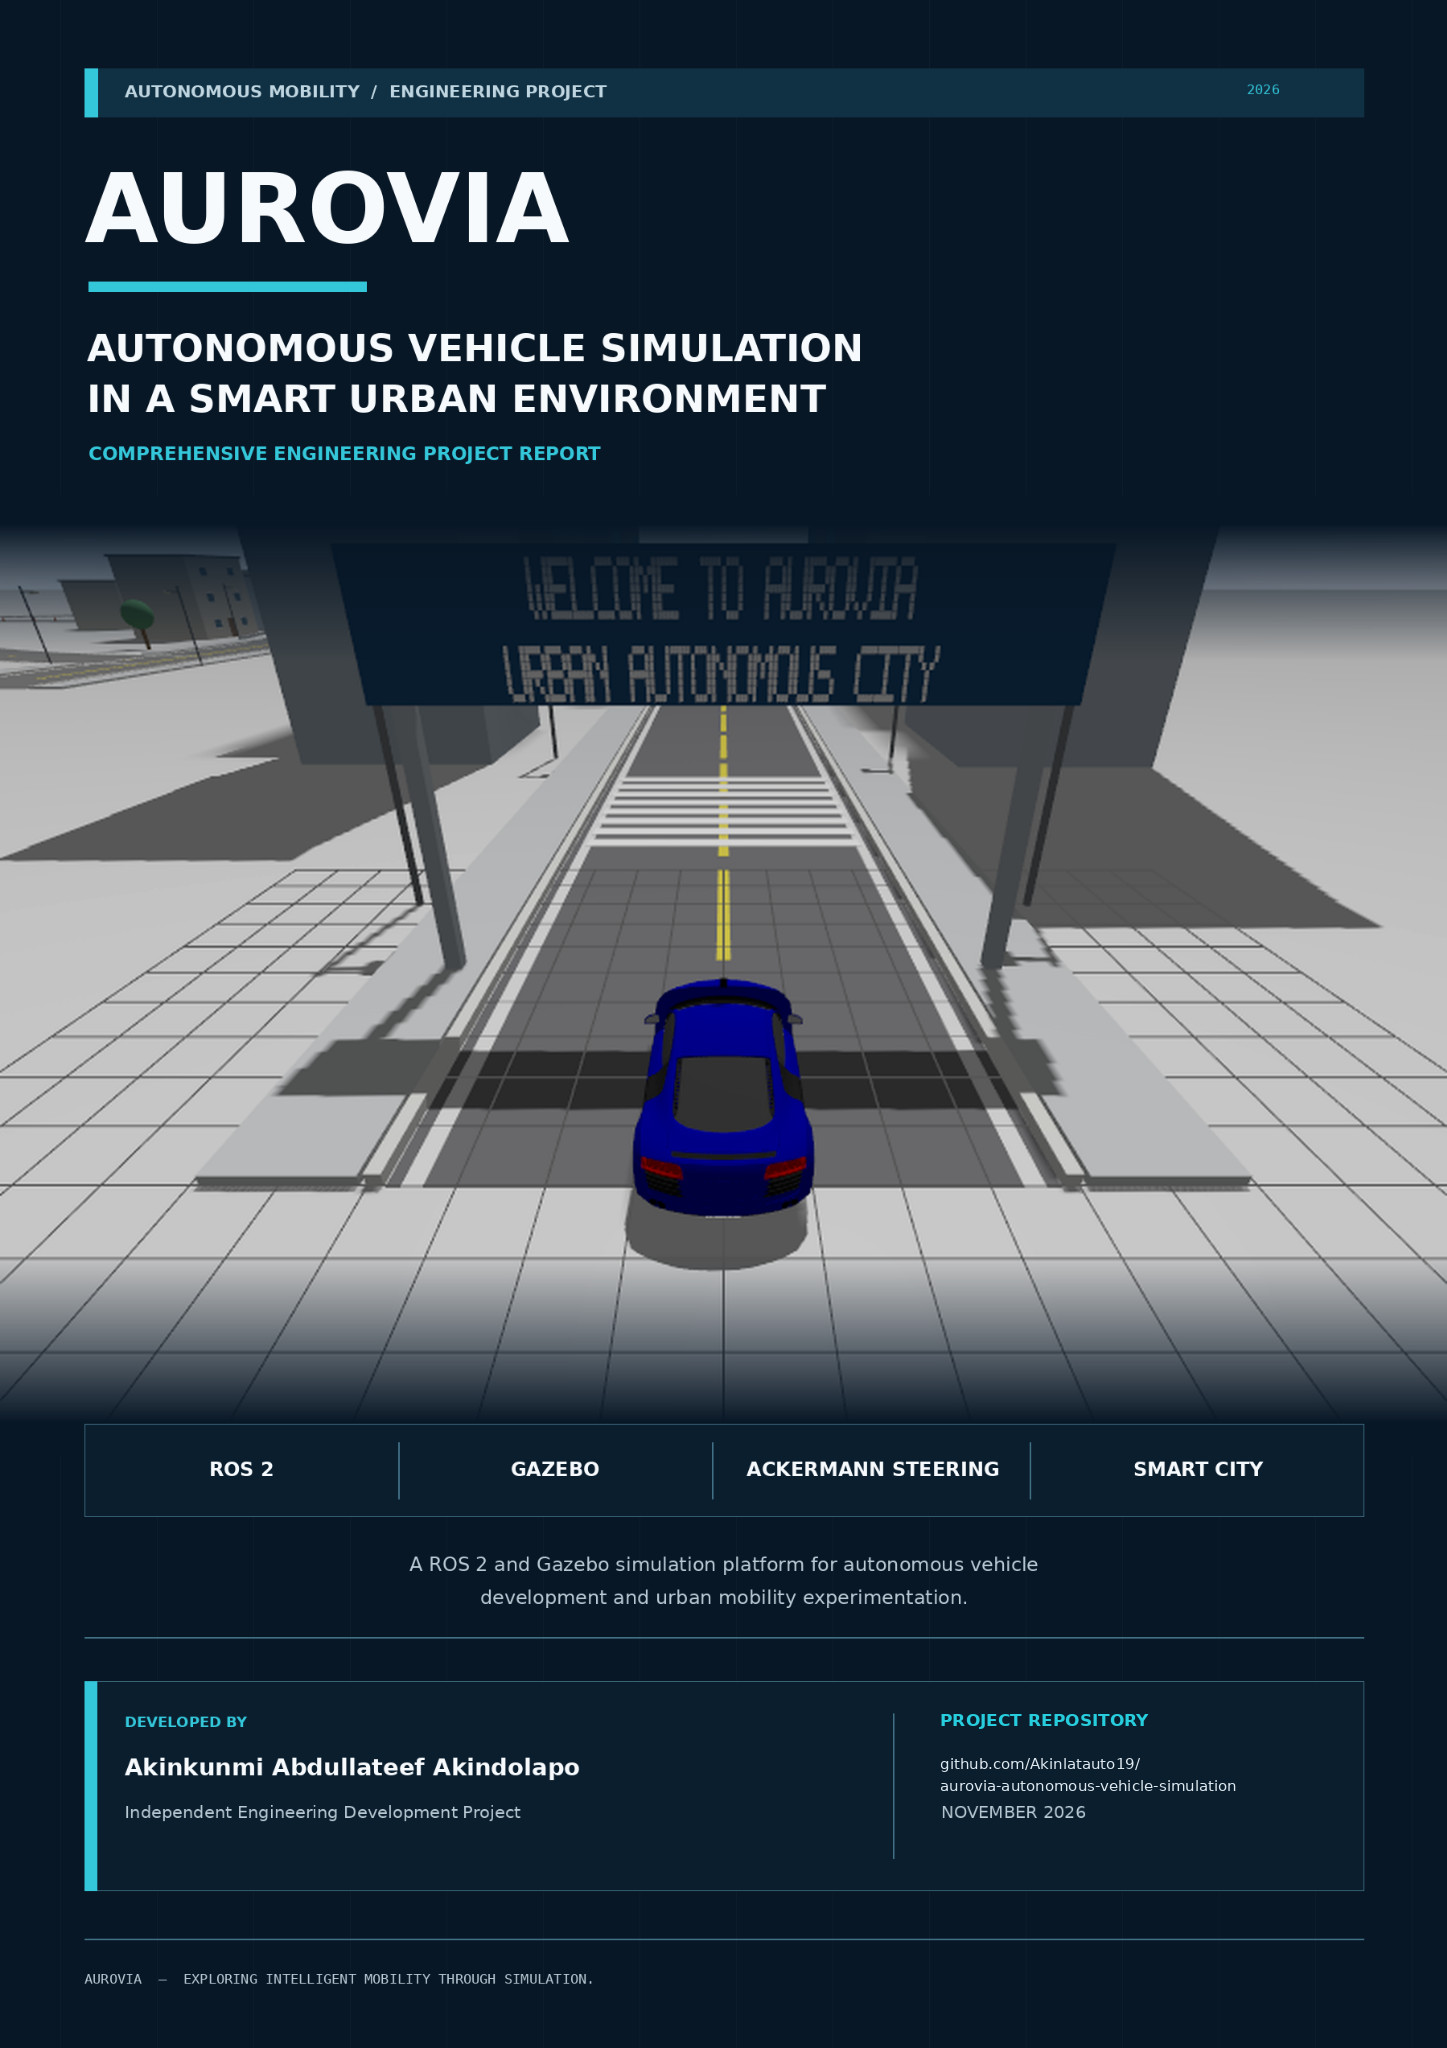 AUTONOMOUS MOBILITY / ENGINEERING PROJECT
2026
AUROVIA
AUTONOMOUS VEHICLE SIMULATION
IN A SMART URBAN ENVIRONMENT
COMPREHENSIVE ENGINEERING PROJECT REPORT
WELCOME TO AUROVIA
URBAN AUTONOMOUS CITY
ROS 2
GAZEBO
ACKERMANN STEERING
SMART CITY
A ROS 2 and Gazebo simulation platform for autonomous vehicle
development and urban mobility experimentation.
DEVELOPED BY
Akinkunmi Abdullateef Akindolapo
Independent Engineering Development Project
PROJECT REPOSITORY
github.com/Akinlatauto19/
aurovia-autonomous-vehicle-simulation
NOVEMBER 2026
AUROVIA — EXPLORING INTELLIGENT MOBILITY THROUGH SIMULATION.